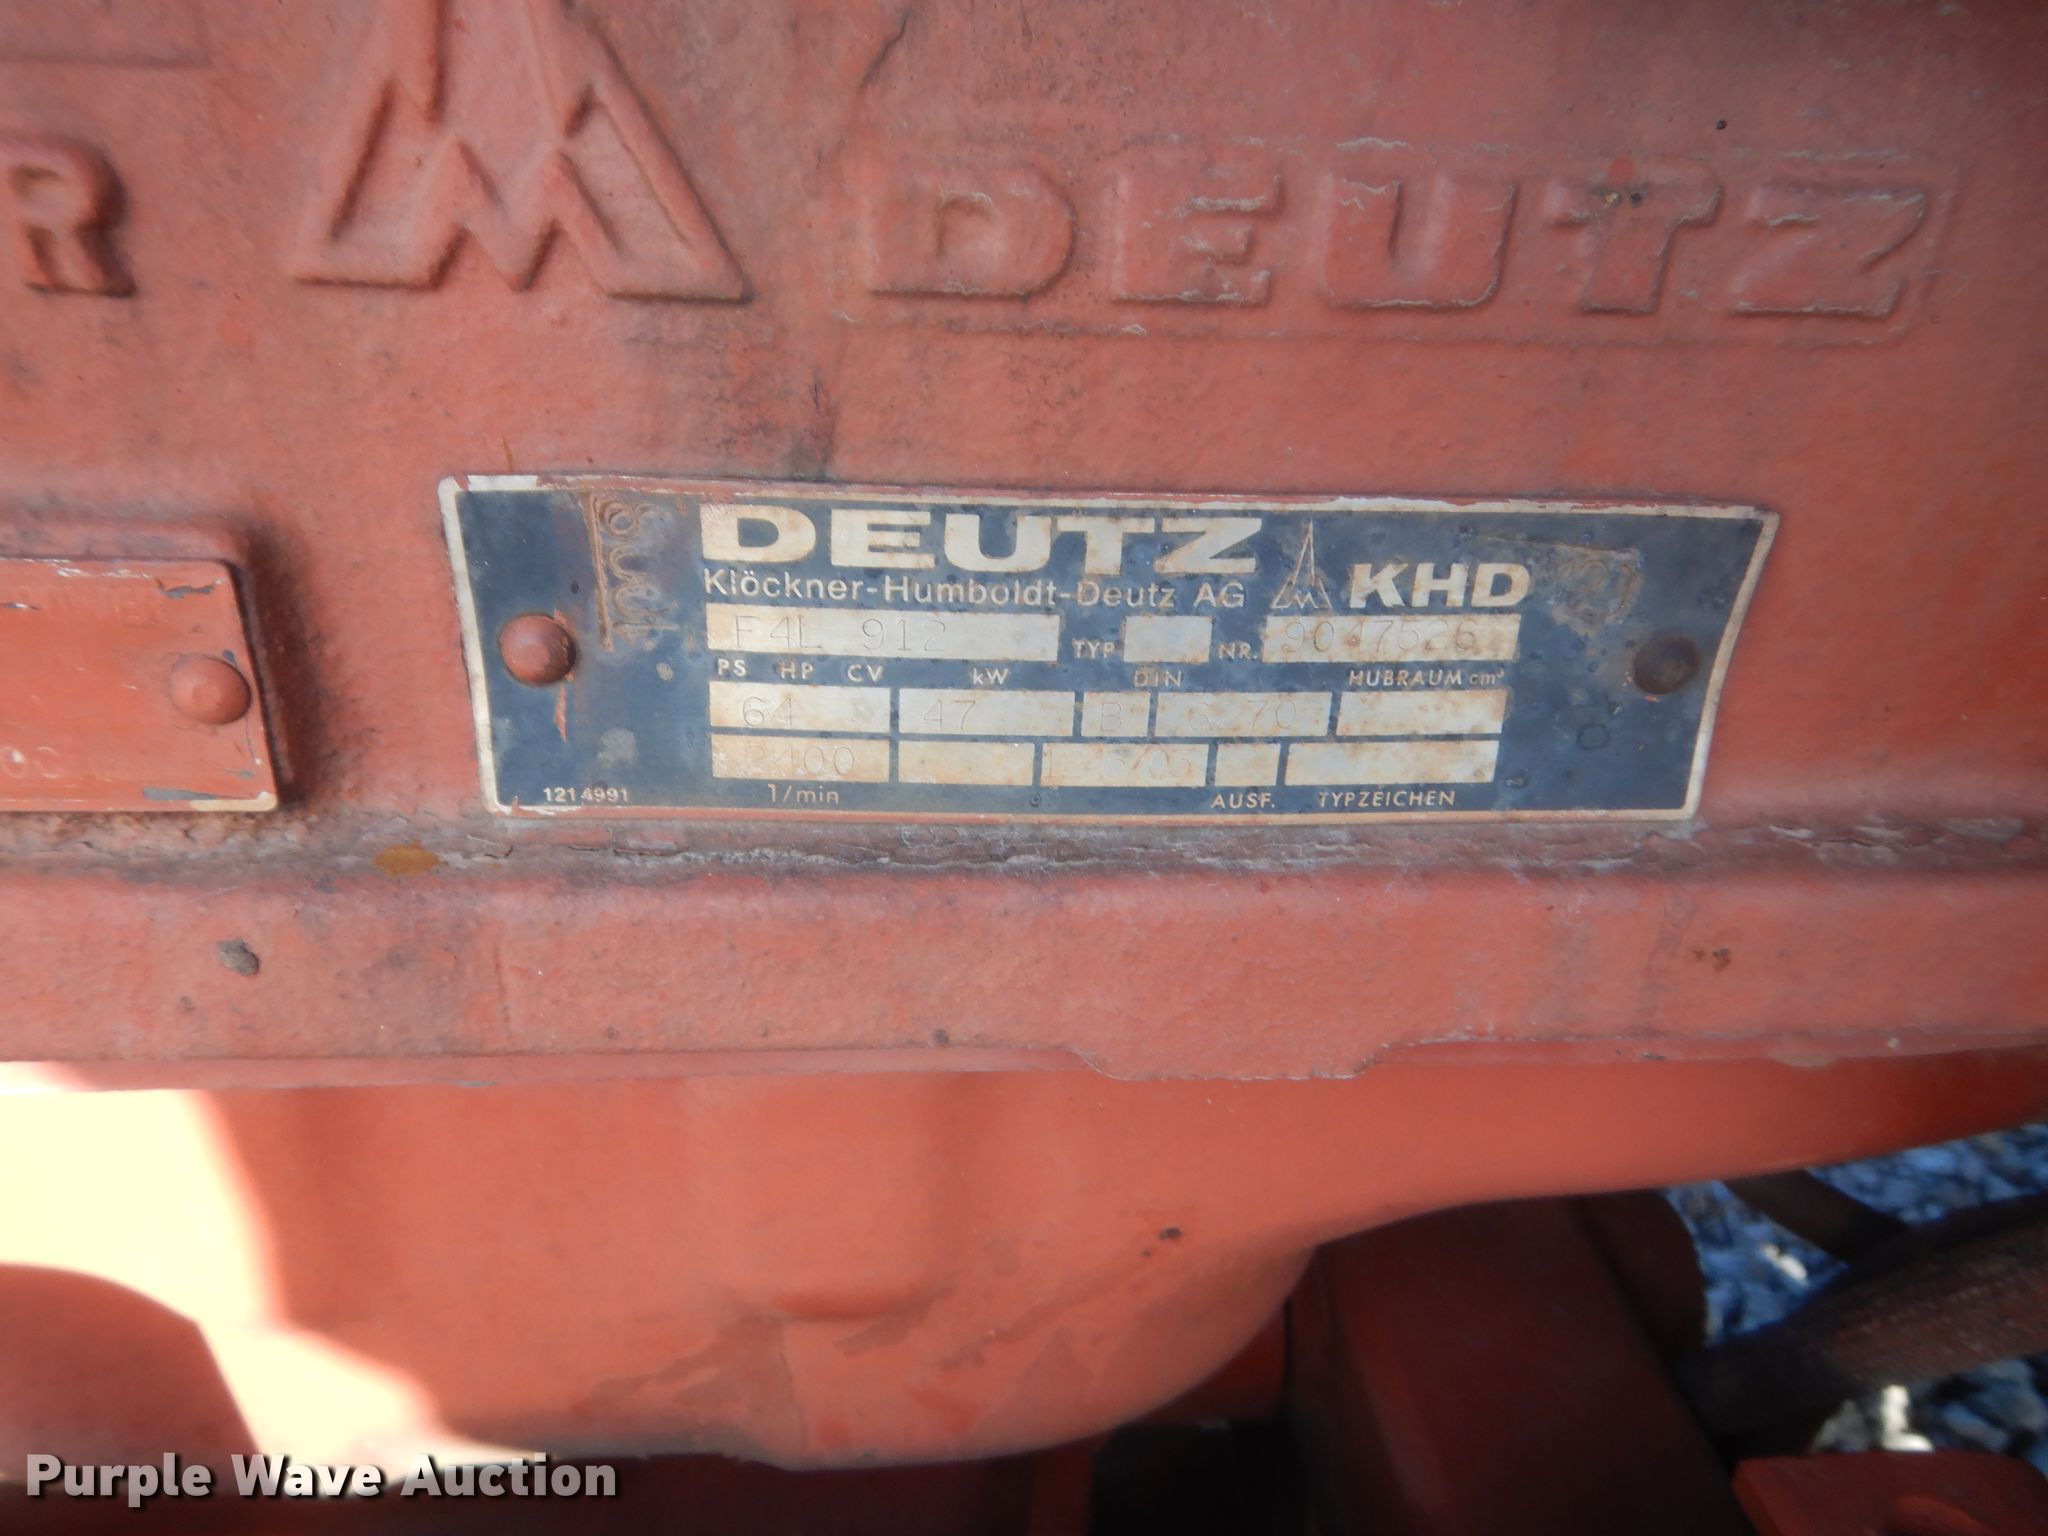 R DEUTZ
DEUTZ
Klöckner-Humboldt-Deutz AG KHD
F4L 912 TYP NR. 9047526
PS HP CV kW DIN HUBRAUM cm³
64 47 B 70
2400
1/min AUSF. TYPZEICHEN
1214991
Purple Wave Auction